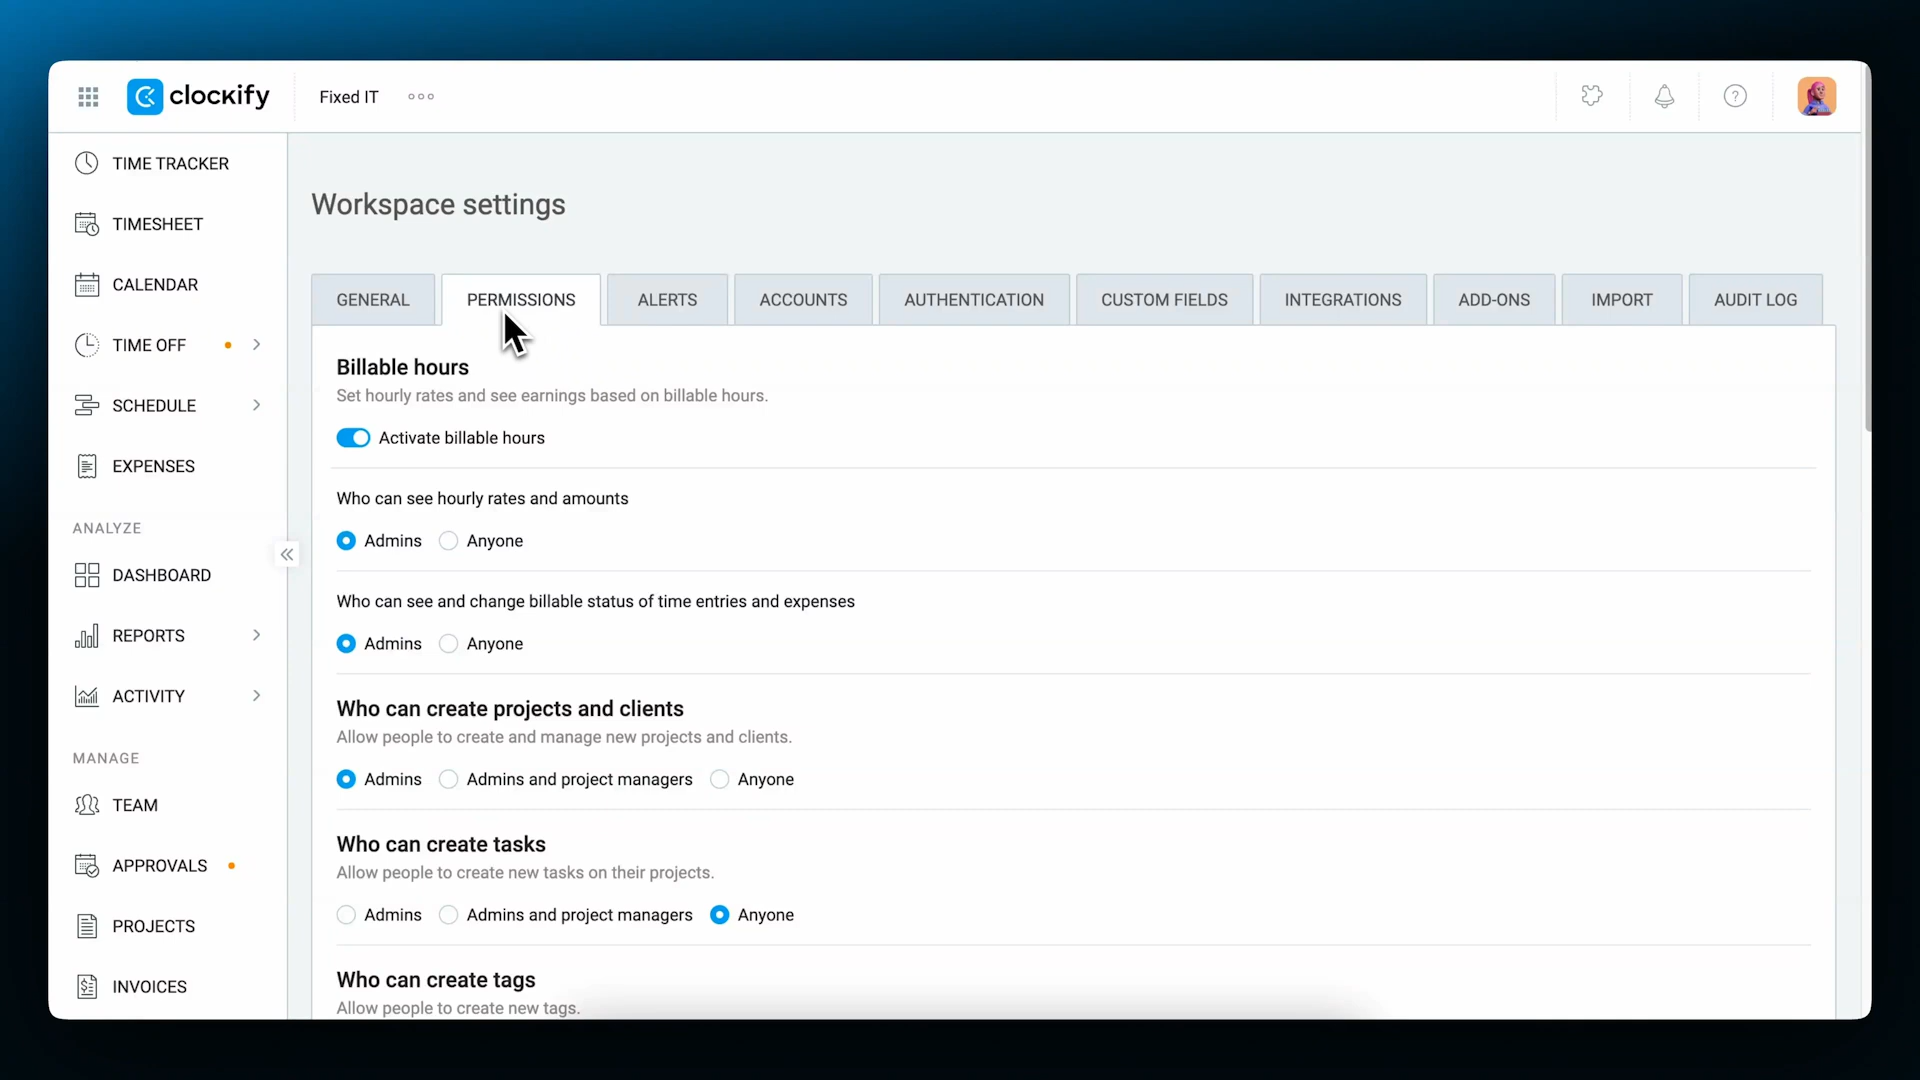 clockify
Fixed IT
TIME TRACKER
TIMESHEET
CALENDAR
TIME OFF
SCHEDULE
EXPENSES
ANALYZE
DASHBOARD
REPORTS
ACTIVITY
MANAGE
TEAM
APPROVALS
PROJECTS
INVOICES
Workspace settings
GENERAL PERMISSIONS ALERTS ACCOUNTS AUTHENTICATION CUSTOM FIELDS INTEGRATIONS ADD-ONS IMPORT AUDIT LOG
Billable hours
Set hourly rates and see earnings based on billable hours.
Activate billable hours
Who can see hourly rates and amounts
Admins Anyone
Who can see and change billable status of time entries and expenses
Admins Anyone
Who can create projects and clients
Allow people to create and manage new projects and clients.
Admins Admins and project managers Anyone
Who can create tasks
Allow people to create new tasks on their projects.
Admins Admins and project managers Anyone
Who can create tags
Allow people to create new tags.